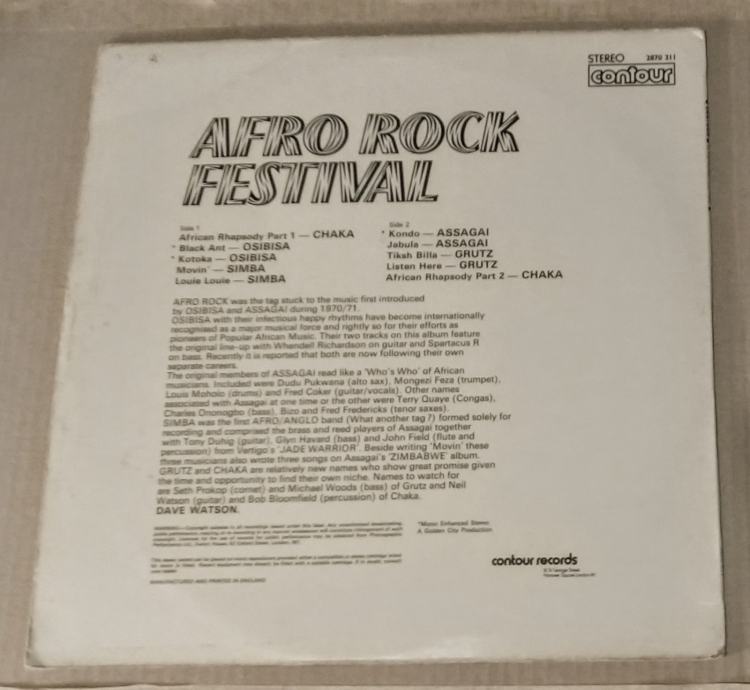 STEREO 2870 311
contour
AFRO ROCK
FESTIVAL
Side 1
African Rhapsody Part 1 — CHAKA
* Black Ant — OSIBISA
* Kotoka — OSIBISA
Movin' — SIMBA
Louie Louie — SIMBA
Side 2
* Kondo — ASSAGAI
Jabula — ASSAGAI
Tiksh Billa — GRUTZ
Listen Here — GRUTZ
African Rhapsody Part 2 — CHAKA
AFRO ROCK was the tag stuck to the music first introduced
by OSIBISA and ASSAGAI during 1970/71.
OSIBISA with their infectious happy rhythms have become internationally
recognised as a major musical force and rightly so for their efforts as
pioneers of Popular African Music. Their two tracks on this album feature
the original line-up with Whendell Richardson on guitar and Spartacus R
on bass. Recently it is reported that both are now following their own
separate careers.
The original members of ASSAGAI read like a 'Who's Who' of African
musicians. Included were Dudu Pukwana (alto sax), Mongezi Feza (trumpet),
Louis Moholo (drums) and Fred Coker (guitar/vocals). Other names
associated with Assagai at one time or the other were Terry Quaye (Congas),
Charles Ononogbo (bass), Bizo and Fred Fredericks (tenor saxes).
SIMBA was the first AFRO/ANGLO band (What another tag?) formed solely for
recording and comprised the brass and reed players of Assagai together
with Tony Duhig (guitar), Glyn Havard (bass) and John Field (flute and
percussion) from Vertigo's 'JADE WARRIOR'. Beside writing 'Movin' these
three musicians also wrote three songs on Assagai's 'ZIMBABWE' album.
GRUTZ and CHAKA are relatively new names who show great promise given
the time and opportunity to find their own niche. Names to watch for
are Seth Prokop (cornet) and Michael Woods (bass) of Grutz and Neil
Watson (guitar) and Bob Bloomfield (percussion) of Chaka.
DAVE WATSON.
*Mono Enhanced Stereo
A Golden City Production
contour records
MANUFACTURED AND PRINTED IN ENGLAND